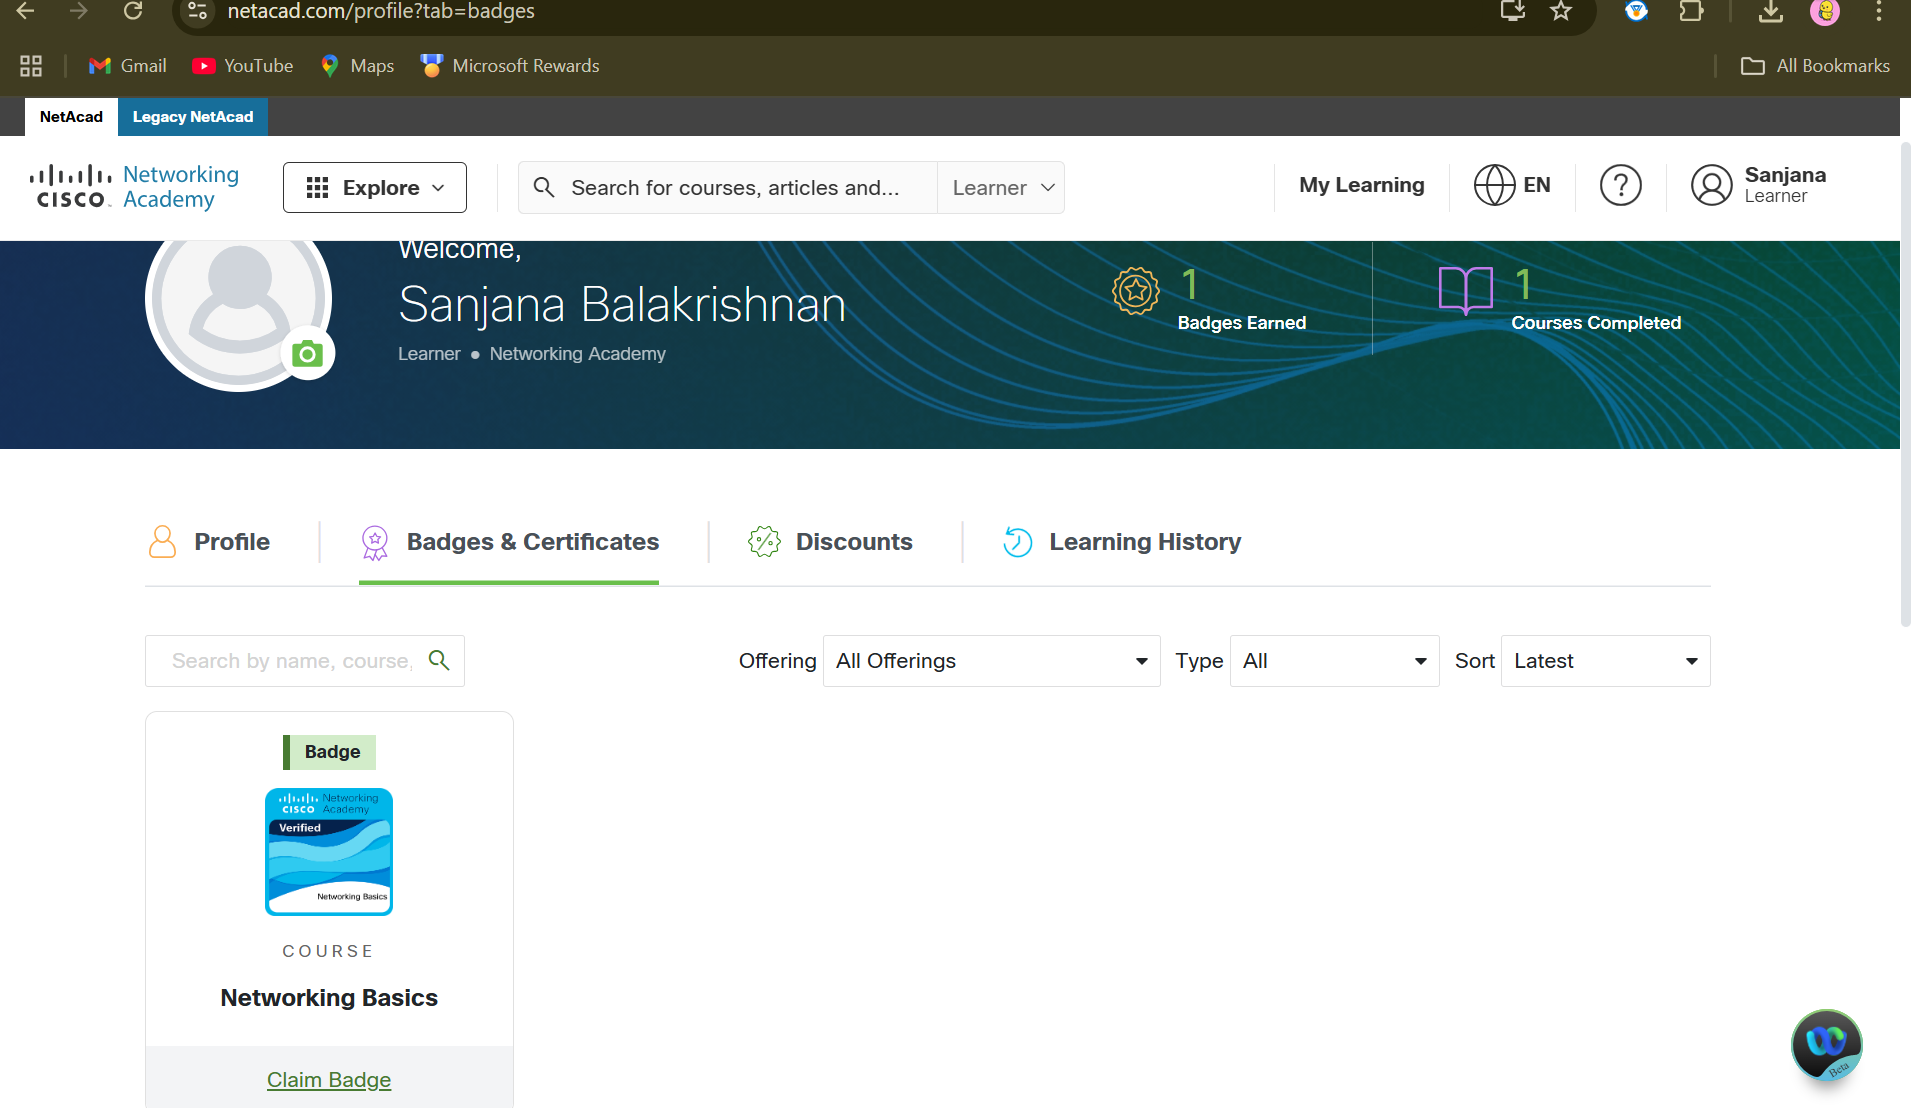 netacad.com/profile?tab=badges
Gmail YouTube Maps Microsoft Rewards All Bookmarks
NetAcad Legacy NetAcad
CISCO Networking Academy
Explore
Search for courses, articles and... Learner
My Learning EN ? Sanjana
Learner
Welcome,
Sanjana Balakrishnan
Learner ● Networking Academy
1
Badges Earned
1
Courses Completed
Profile Badges & Certificates Discounts Learning History
Search by name, course, Offering All Offerings Type All Sort Latest
Badge
CISCO Networking Academy
Verified
Networking Basics
COURSE
Networking Basics
Claim Badge
Beta